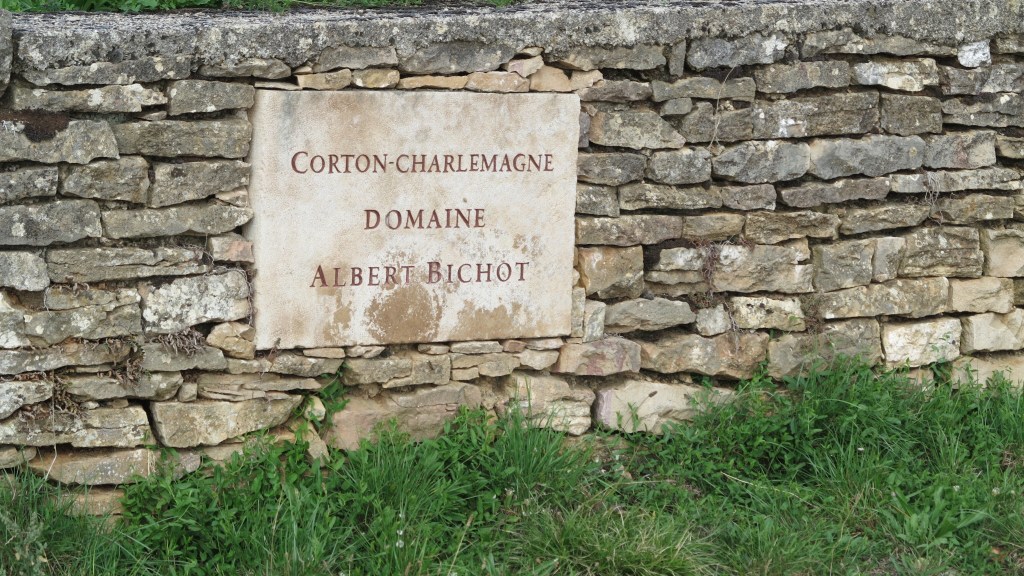 CORTON-CHARLEMAGNE
DOMAINE
ALBERT BICHOT